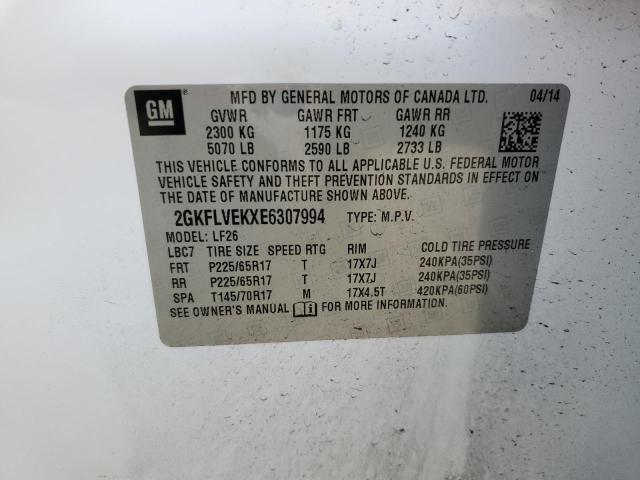 GM ® MFD BY GENERAL MOTORS OF CANADA LTD. 04/14
GVWR GAWR FRT GAWR RR
2300 KG 1175 KG 1240 KG
5070 LB 2590 LB 2733 LB
THIS VEHICLE CONFORMS TO ALL APPLICABLE U.S. FEDERAL MOTOR
VEHICLE SAFETY AND THEFT PREVENTION STANDARDS IN EFFECT ON
THE DATE OF MANUFACTURE SHOWN ABOVE.
2GKFLVEKXE6307994 TYPE: M.P.V.
MODEL: LF26
LBC7 TIRE SIZE SPEED RTG RIM COLD TIRE PRESSURE
FRT P225/65R17 T 17X7J 240KPA(35PSI)
RR P225/65R17 T 17X7J 240KPA(35PSI)
SPA T145/70R17 M 17X4.5T 420KPA(60PSI)
SEE OWNER'S MANUAL i FOR MORE INFORMATION.